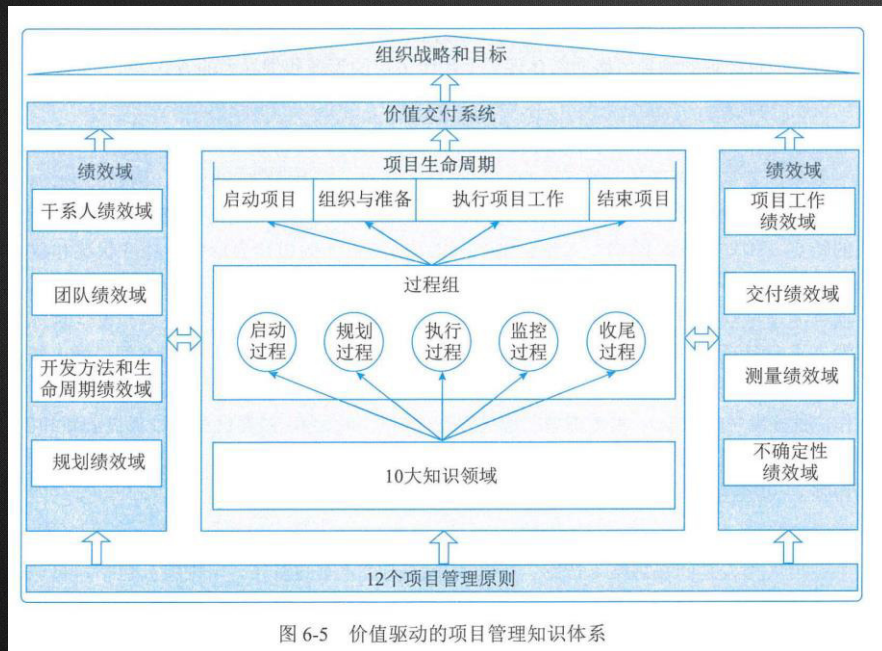 组织战略和目标
价值交付系统
绩效域
干系人绩效域
团队绩效域
开发方法和生
命周期绩效域
规划绩效域
项目生命周期
启动项目
组织与准备
执行项目工作
结束项目
过程组
启动
过程
规划
过程
执行
过程
监控
过程
收尾
过程
10大知识领域
绩效域
项目工作
绩效域
交付绩效域
测量绩效域
不确定性
绩效域
12个项目管理原则
图 6-5 价值驱动的项目管理知识体系